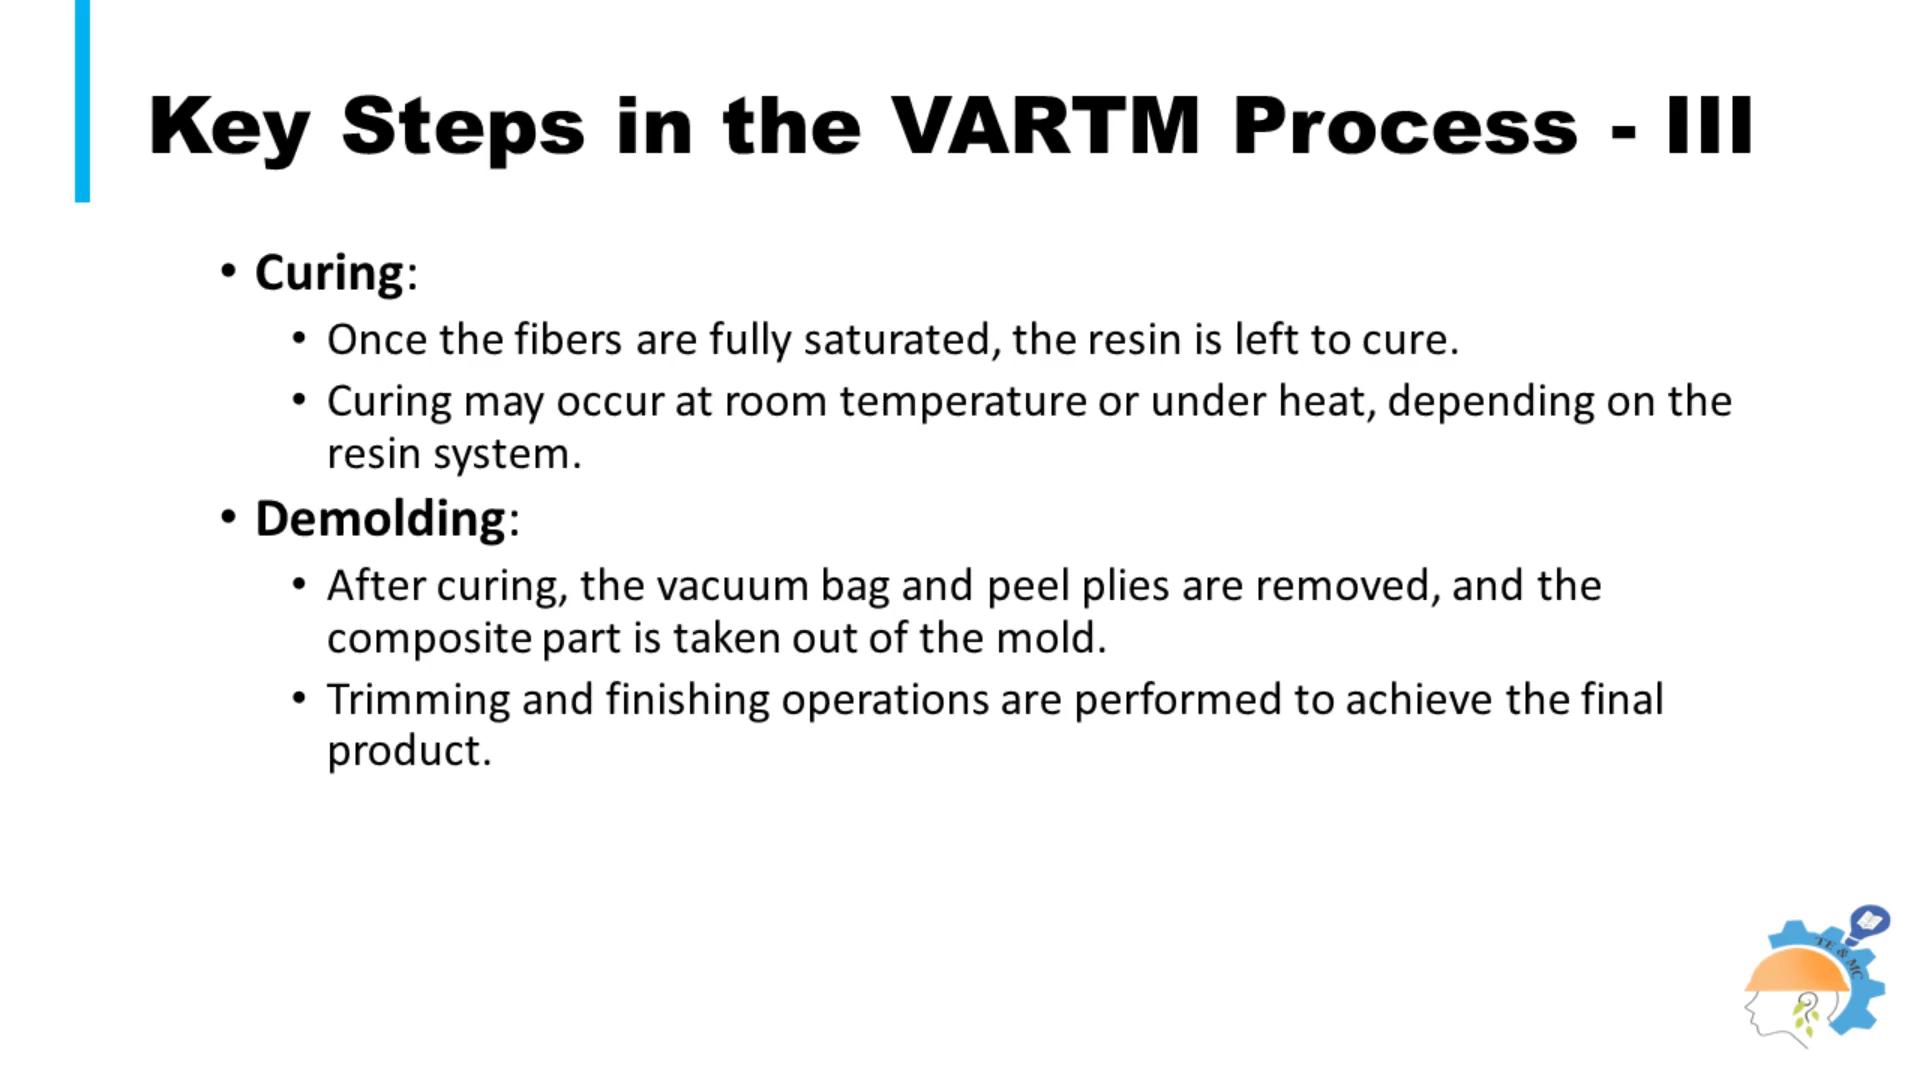 Key Steps in the VARTM Process - III
• Curing:
• Once the fibers are fully saturated, the resin is left to cure.
• Curing may occur at room temperature or under heat, depending on the
resin system.
• Demolding:
• After curing, the vacuum bag and peel plies are removed, and the
composite part is taken out of the mold.
• Trimming and finishing operations are performed to achieve the final
product.
TE & MC